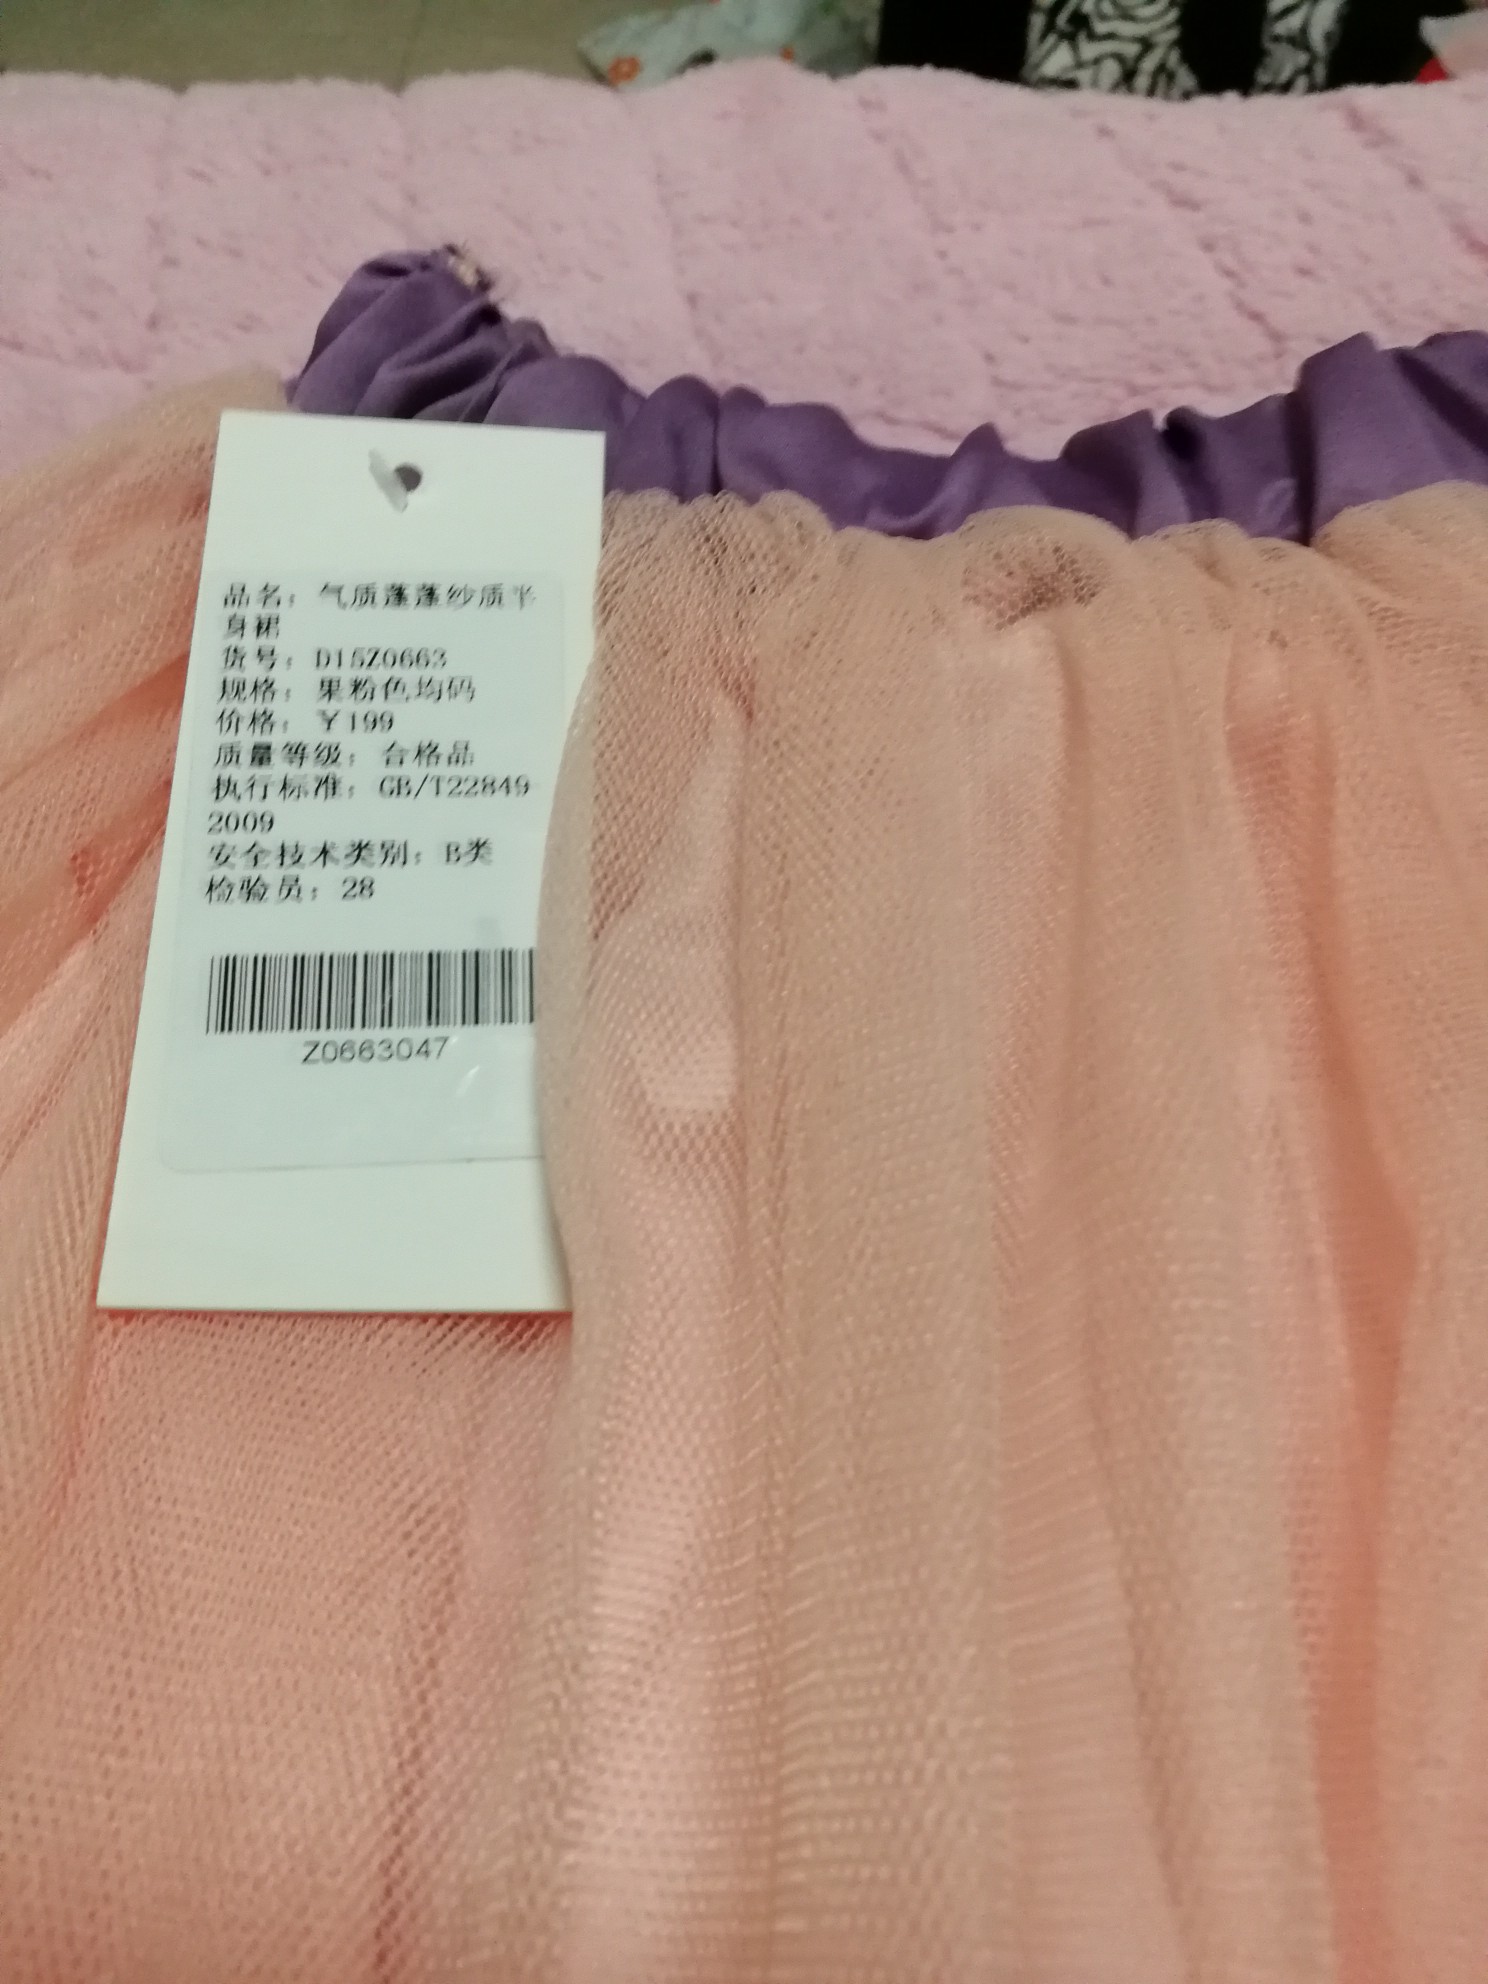 品名：气质蓬蓬纱质半
身裙
货号：D15Z0663
规格：果粉色均码
价格：￥199
质量等级：合格品
执行标准：GB/T22849-
2009
安全技术类别：B类
检验员：28
Z0663047